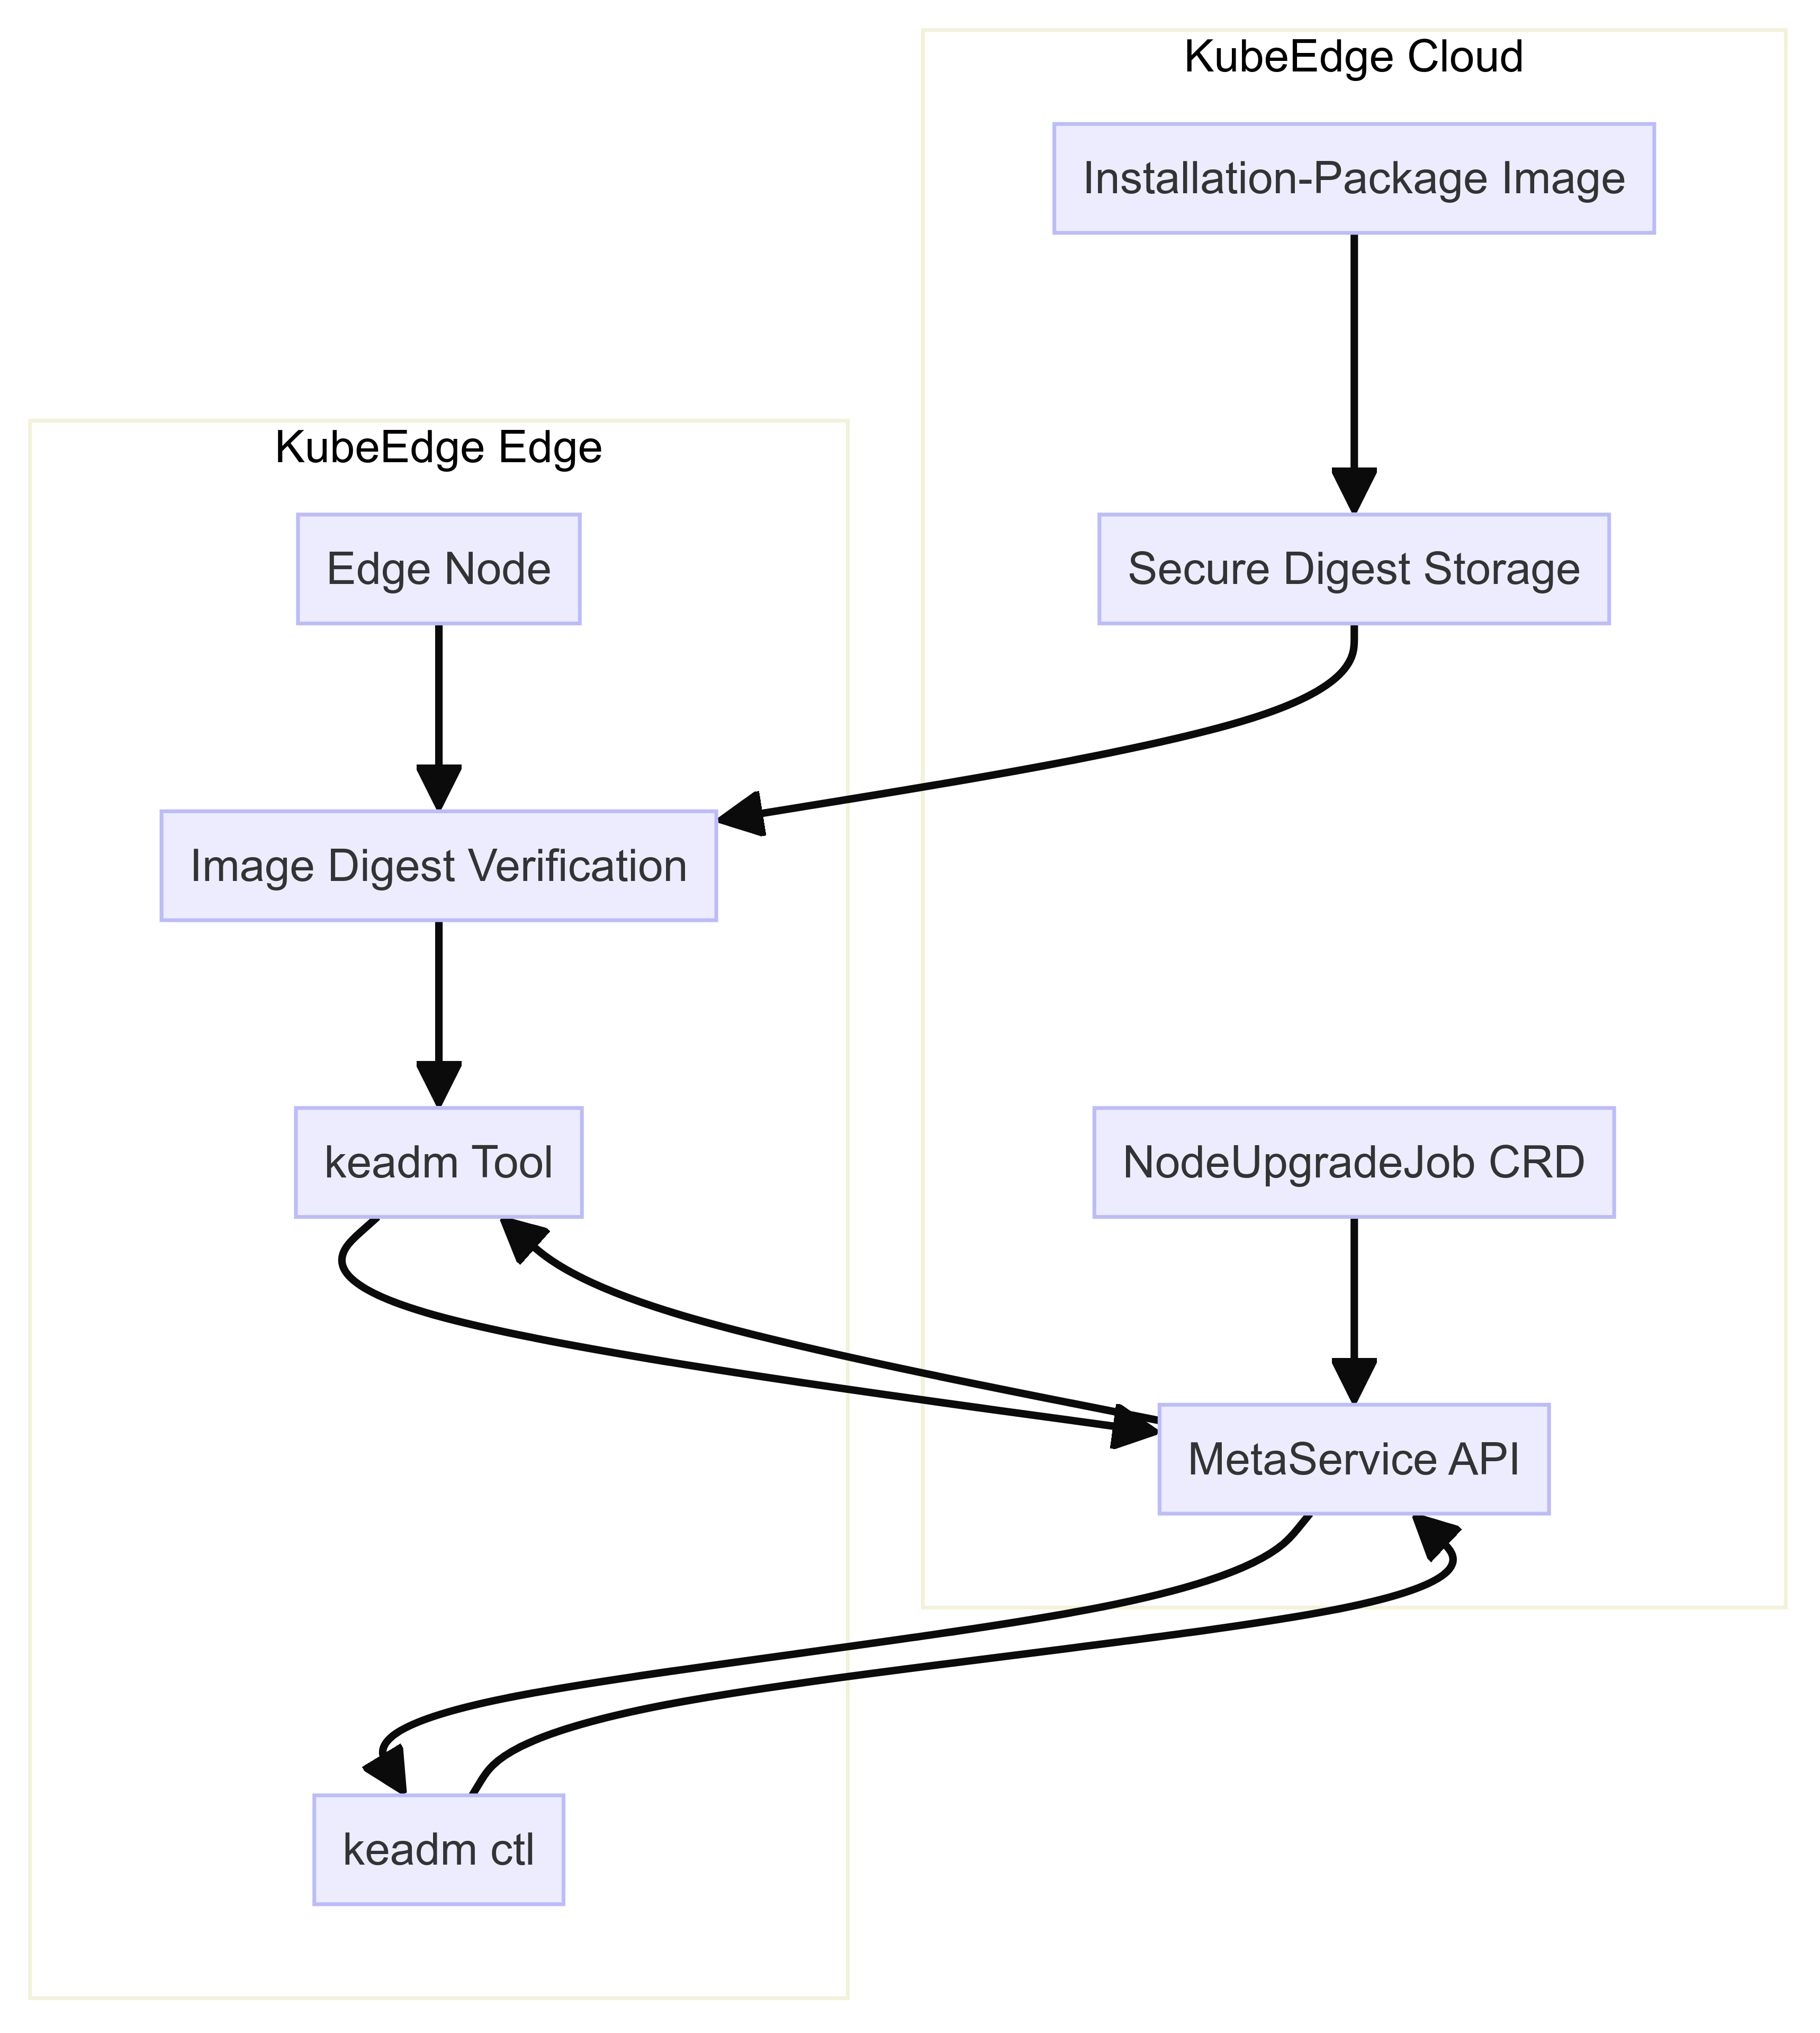 KubeEdge Cloud
Installation-Package Image
KubeEdge Edge
Edge Node
Secure Digest Storage
Image Digest Verification
keadm Tool
NodeUpgradeJob CRD
MetaService API
keadm ctl